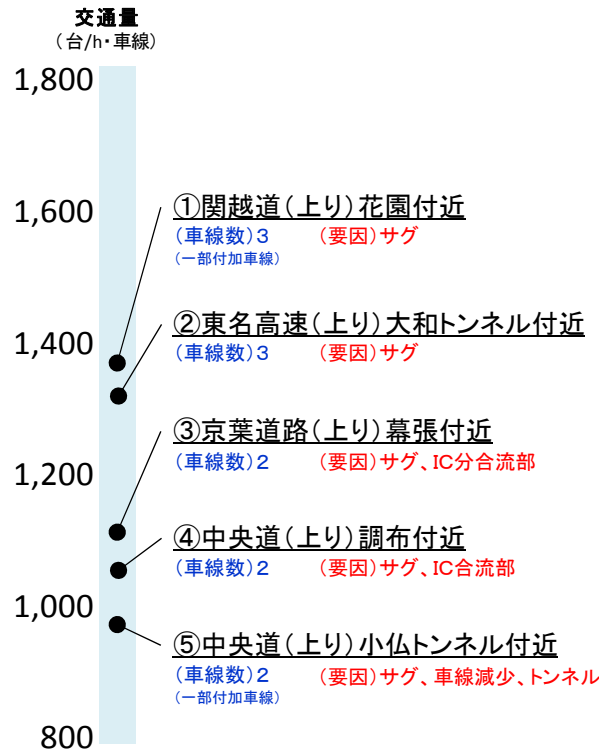 交通量
（台/h・車線）
1,800
1,600
①関越道（上り）花園付近
（車線数）3　（要因）サグ
（一部付加車線）
②東名高速（上り）大和トンネル付近
1,400
（車線数）3　（要因）サグ
③京葉道路（上り）幕張付近
（車線数）2　（要因）サグ、IC分合流部
1,200
④中央道（上り）調布付近
（車線数）2　（要因）サグ、IC合流部
1,000
⑤中央道（上り）小仏トンネル付近
（車線数）2　（要因）サグ、車線減少、トンネル
（一部付加車線）
800